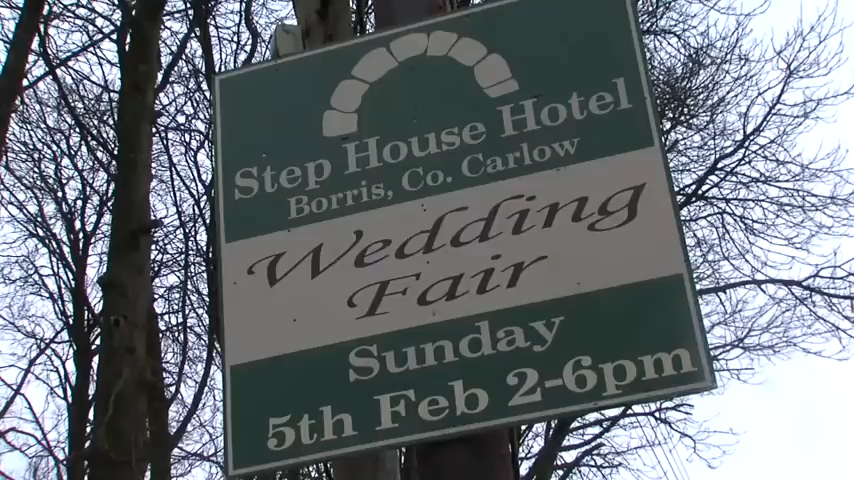 Step House Hotel
Borris, Co. Carlow
Wedding
Fair
Sunday
5th Feb 2-6pm